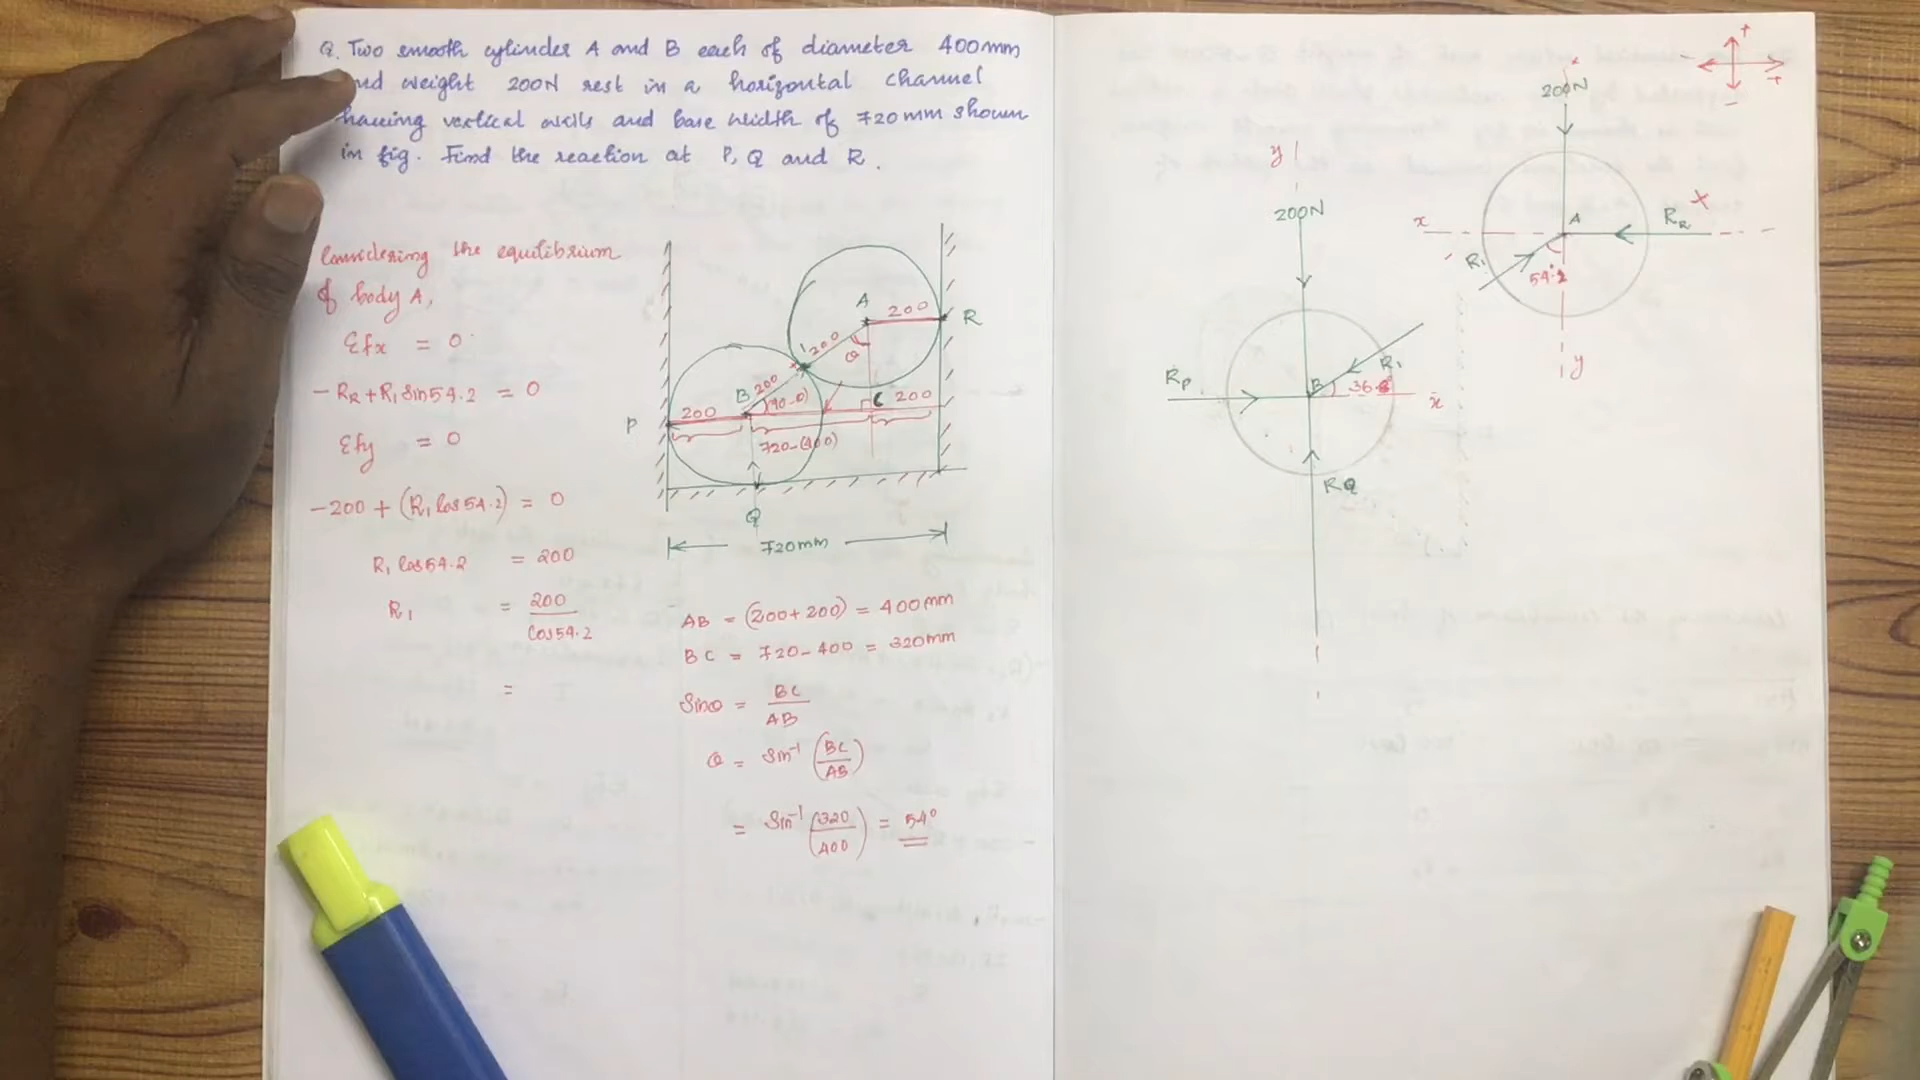 Q. Two smooth cylinder A and B each of diameter 400mm
and weight 200N rest in a horizontal channel
having vertical walls and base width of 720mm shown
in fig. Find the reaction at P, Q and R.
Considering the equilibrium
of body A,
Σfx = 0
-RR + R1 Sin54.2 = 0
Σfy = 0
-200 + (R1 Cos54.2) = 0
R1 Cos54.2 = 200
R1 = 200/Cos54.2
=
A
200
R
200
θ
1
B
200
(90-θ)
C
200
200
P
720-(400)
Q
720mm
AB = (200+200) = 400mm
BC = 720-400 = 320mm
Sinθ = BC/AB
θ = Sin⁻¹ (BC/AB)
= Sin⁻¹ (320/400) = 54°
+
-
+
-
200N
y
x
A
RR
x
R1
54.2
y
200N
RP
B
R1
36.8°
x
RQ